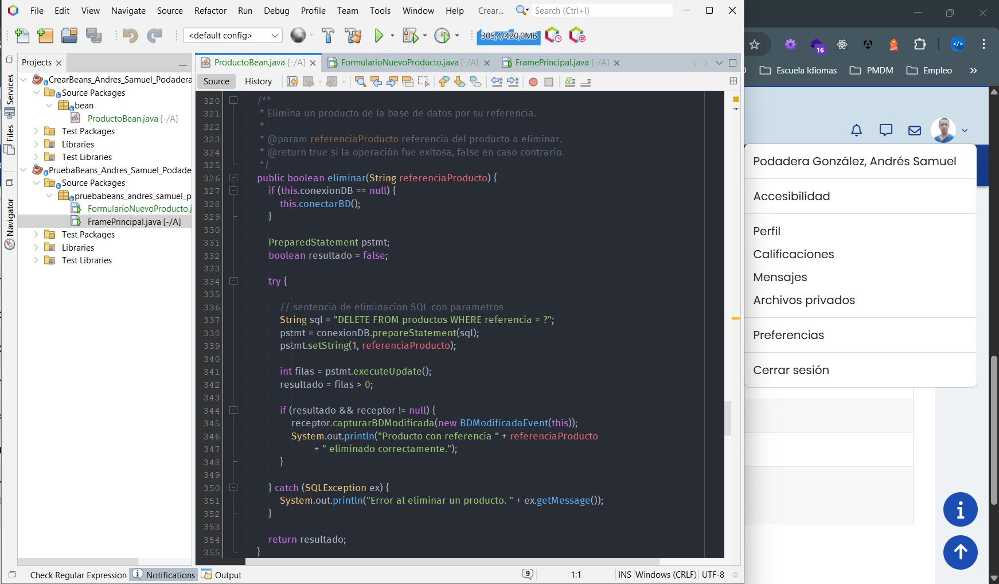 File Edit View Navigate Source Refactor Run Debug Profile Team Tools Window Help Crear... Search (Ctrl+I)
<default config> 305,4/420,0MB
16
Escuela Idiomas PMDM Empleo »
Services
Files
Navigator
Projects
CrearBeans_Andres_Samuel_Podadera
Source Packages
bean
ProductoBean.java [-/A]
Test Packages
Libraries
Test Libraries
PruebaBeans_Andres_Samuel_Podade
Source Packages
pruebabeans_andres_samuel_p
FormularioNuevoProducto.j
FramePrincipal.java [-/A]
Test Packages
Libraries
Test Libraries
ProductoBean.java [-/A] FormularioNuevoProducto.java [-/A] FramePrincipal.java [-/A]
Source History
320 /**
321 * Elimina un producto de la base de datos por su referencia.
322 *
323 * @param referenciaProducto referencia del producto a eliminar.
324 * @return true si la operación fue exitosa, false en caso contrario.
325 */
326 public boolean eliminar(String referenciaProducto) {
327 if (this.conexionDB == null) {
328 this.conectarBD();
329 }
330
331 PreparedStatement pstmt;
332 boolean resultado = false;
333
334 try {
335
336 // sentencia de eliminacion SQL con parametros
337 String sql = "DELETE FROM productos WHERE referencia = ?";
338 pstmt = conexionDB.prepareStatement(sql);
339 pstmt.setString(1, referenciaProducto);
340
341 int filas = pstmt.executeUpdate();
342 resultado = filas > 0;
343
344 if (resultado && receptor != null) {
345 receptor.capturarBDModificada(new BDModificadaEvent(this));
346 System.out.println("Producto con referencia " + referenciaProducto
347 + " eliminado correctamente.");
348 }
349
350 } catch (SQLException ex) {
351 System.out.println("Error al eliminar un producto. " + ex.getMessage());
352 }
353
354 return resultado;
355 }
Podadera González, Andrés Samuel
Accesibilidad
Perfil
Calificaciones
Mensajes
Archivos privados
Preferencias
Cerrar sesión
Check Regular Expression Notifications Output 9 1:1 INS Windows (CRLF) UTF-8